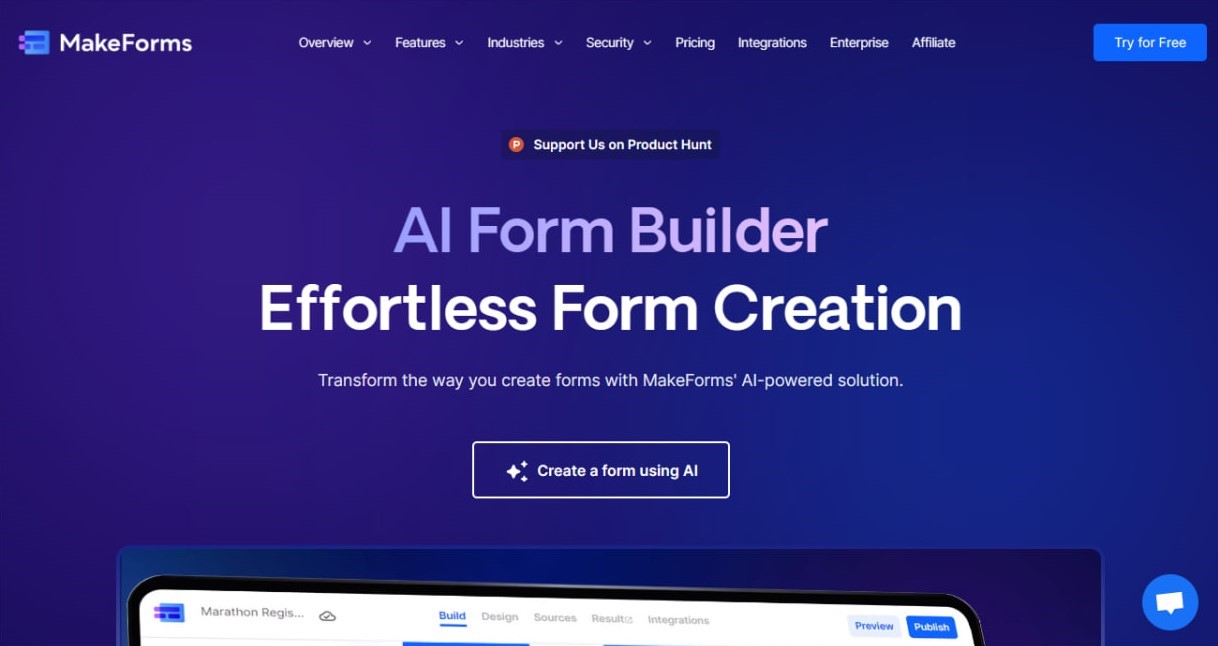 MakeForms
Overview Features Industries Security Pricing Integrations Enterprise Affiliate Try for Free
P Support Us on Product Hunt
AI Form Builder
Effortless Form Creation
Transform the way you create forms with MakeForms' AI-powered solution.
Create a form using AI
Marathon Regis... Build Design Sources Result Integrations Preview Publish